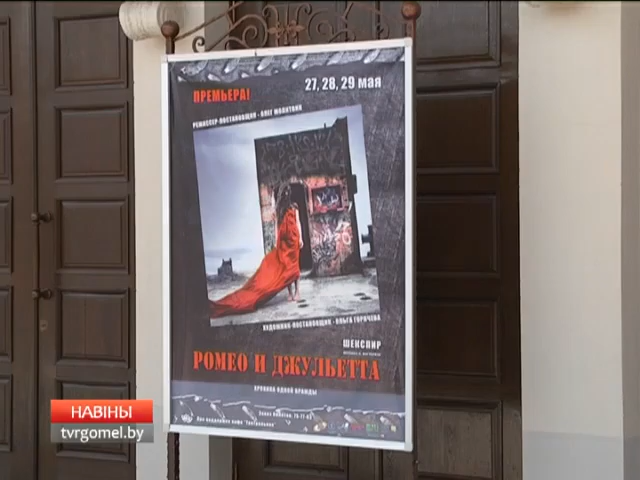 ПРЕМЬЕРА!
27, 28, 29 мая
РЕЖИССЕР-ПОСТАНОВЩИК - ОЛЕГ МОЛИТВИН
ХУДОЖНИК-ПОСТАНОВЩИК - ОЛЬГА ГОРЯЧЕВА
ШЕКСПИР
РОМЕО И ДЖУЛЬЕТТА
ХРОНИКА ОДНОЙ ВРАЖДЫ
НАВІНЫ
tvrgomel.by